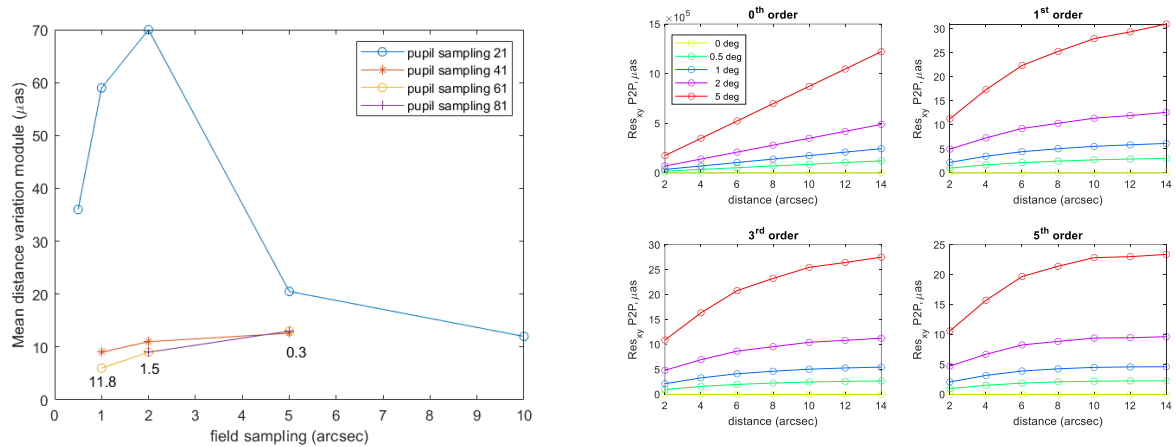 70
60
50
40
30
20
10
0
Mean distance variation module (μas)
pupil sampling 21
pupil sampling 41
pupil sampling 61
pupil sampling 81
11.8
1.5
0.3
0 1 2 3 4 5 6 7 8 9 10
field sampling (arcsec)
0th order
×10^5
15
10
5
0
Res_xy P2P, μas
0 deg
0.5 deg
1 deg
2 deg
5 deg
2 4 6 8 10 12 14
distance (arcsec)
1st order
30
25
20
15
10
5
0
Res_xy P2P, μas
2 4 6 8 10 12 14
distance (arcsec)
3rd order
30
25
20
15
10
5
0
Res_xy P2P, μas
2 4 6 8 10 12 14
distance (arcsec)
5th order
25
20
15
10
5
0
Res_xy P2P, μas
2 4 6 8 10 12 14
distance (arcsec)